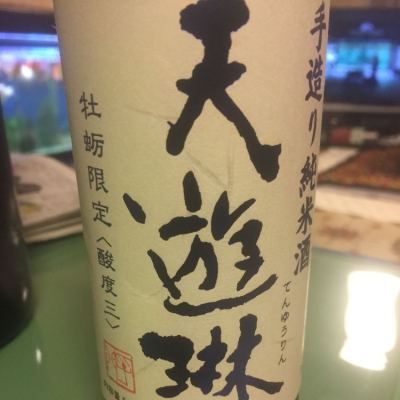 手造り純米酒
天遊琳
てんゆうりん
牡蛎限定〈酸度三〉